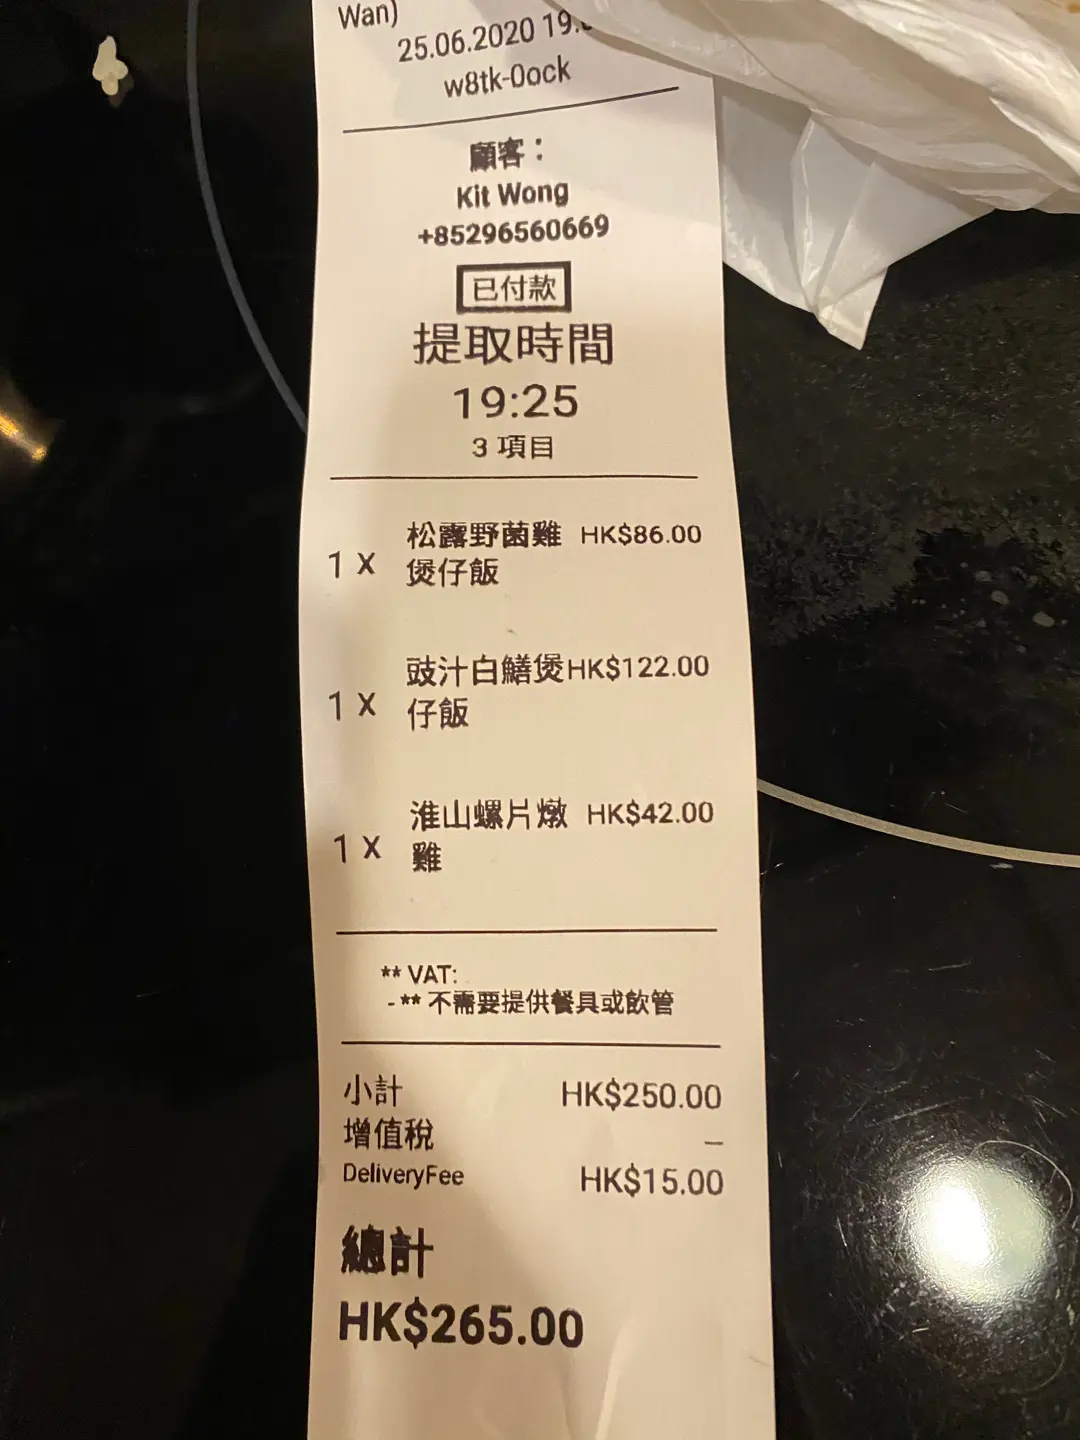 Wan)
25.06.2020 19:
w8tk-0ock
顧客：
Kit Wong
+85296560669
已付款
提取時間
19:25
3 項目
1 x 松露野菌雞 HK$86.00
煲仔飯
1 x 豉汁白鱔煲 HK$122.00
仔飯
1 x 淮山螺片燉 HK$42.00
雞
** VAT:
- ** 不需要提供餐具或飲管
小計 HK$250.00
增值稅 –
DeliveryFee HK$15.00
總計
HK$265.00